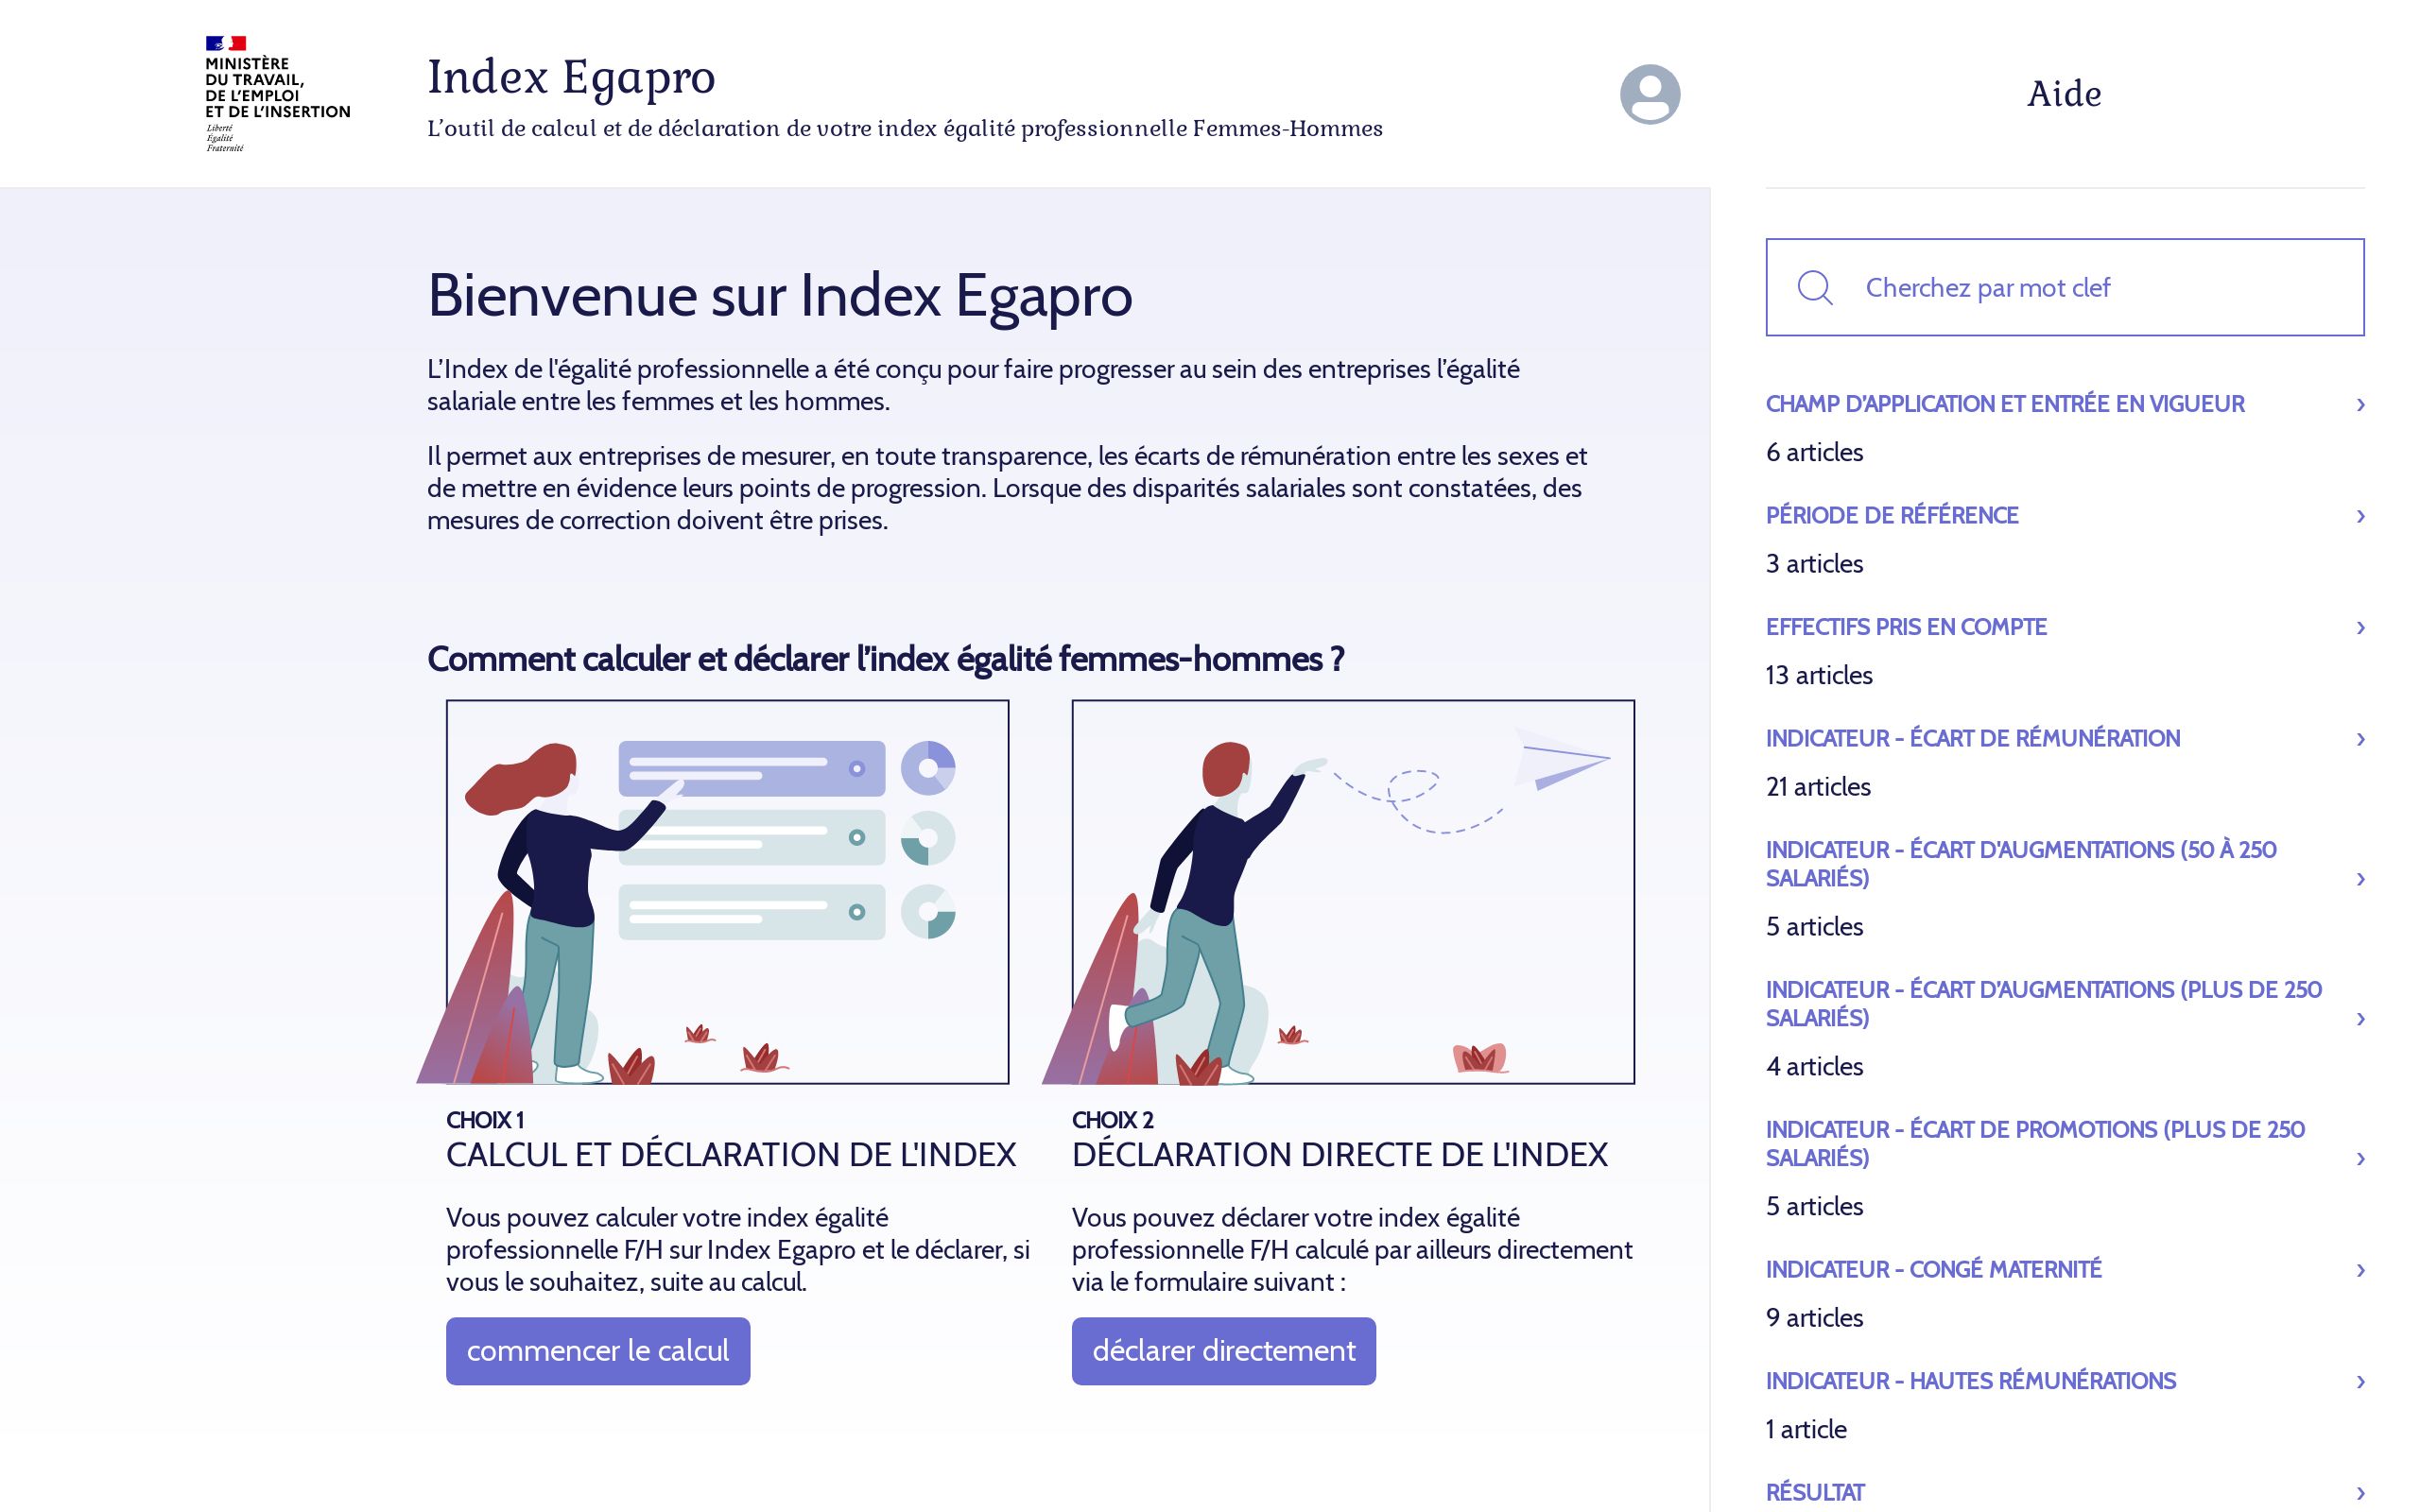 MINISTÈRE
DU TRAVAIL,
DE L'EMPLOI
ET DE L'INSERTION
Liberté
Égalité
Fraternité
Index Egapro
L'outil de calcul et de déclaration de votre index égalité professionnelle Femmes-Hommes
Bienvenue sur Index Egapro
L'Index de l'égalité professionnelle a été conçu pour faire progresser au sein des entreprises l'égalité
salariale entre les femmes et les hommes.
Il permet aux entreprises de mesurer, en toute transparence, les écarts de rémunération entre les sexes et
de mettre en évidence leurs points de progression. Lorsque des disparités salariales sont constatées, des
mesures de correction doivent être prises.
Comment calculer et déclarer l'index égalité femmes-hommes ?
CHOIX 1
CALCUL ET DÉCLARATION DE L'INDEX
Vous pouvez calculer votre index égalité
professionnelle F/H sur Index Egapro et le déclarer, si
vous le souhaitez, suite au calcul.
commencer le calcul
CHOIX 2
DÉCLARATION DIRECTE DE L'INDEX
Vous pouvez déclarer votre index égalité
professionnelle F/H calculé par ailleurs directement
via le formulaire suivant :
déclarer directement
Aide
Cherchez par mot clef
CHAMP D'APPLICATION ET ENTRÉE EN VIGUEUR ›
6 articles
PÉRIODE DE RÉFÉRENCE ›
3 articles
EFFECTIFS PRIS EN COMPTE ›
13 articles
INDICATEUR - ÉCART DE RÉMUNÉRATION ›
21 articles
INDICATEUR - ÉCART D'AUGMENTATIONS (50 À 250
SALARIÉS) ›
5 articles
INDICATEUR - ÉCART D'AUGMENTATIONS (PLUS DE 250
SALARIÉS) ›
4 articles
INDICATEUR - ÉCART DE PROMOTIONS (PLUS DE 250
SALARIÉS) ›
5 articles
INDICATEUR - CONGÉ MATERNITÉ ›
9 articles
INDICATEUR - HAUTES RÉMUNÉRATIONS ›
1 article
RÉSULTAT ›